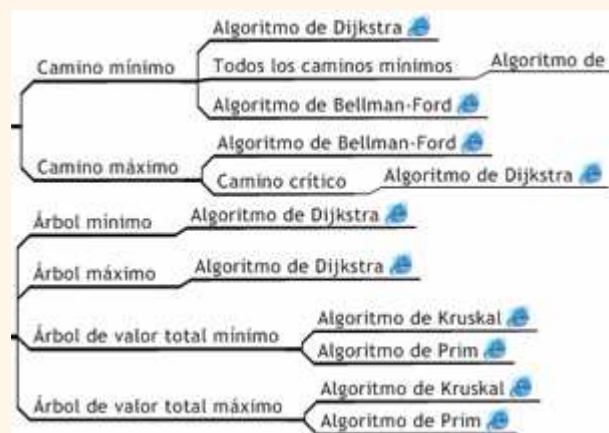 Algoritmo de Dijkstra
Camino mínimo
Todos los caminos mínimos
Algoritmo de
Algoritmo de Bellman-Ford
Algoritmo de Bellman-Ford
Camino máximo
Camino crítico
Algoritmo de Dijkstra
Árbol mínimo
Algoritmo de Dijkstra
Árbol máximo
Algoritmo de Dijkstra
Árbol de valor total mínimo
Algoritmo de Kruskal
Algoritmo de Prim
Árbol de valor total máximo
Algoritmo de Kruskal
Algoritmo de Prim